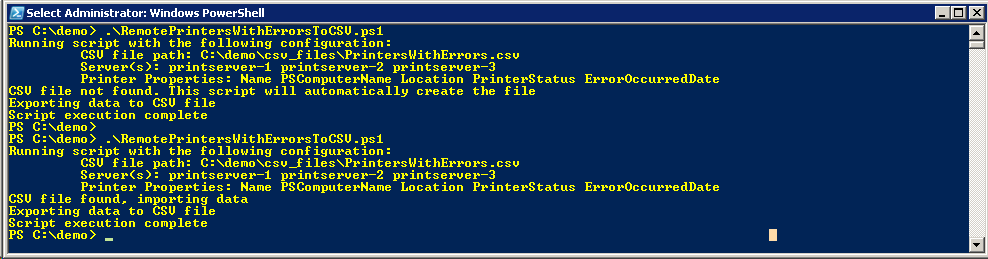 Select Administrator: Windows PowerShell
PS C:\demo> .\RemotePrintersWithErrorsToCSV.ps1
Running script with the following configuration:
CSV file path: C:\demo\csv_files\PrintersWithErrors.csv
Server(s): printserver-1 printserver-2 printserver-3
Printer Properties: Name PSComputerName Location PrinterStatus ErrorOccurredDate
CSV file not found. This script will automatically create the file
Exporting data to CSV file
Script execution complete
PS C:\demo>
PS C:\demo> .\RemotePrintersWithErrorsToCSV.ps1
Running script with the following configuration:
CSV file path: C:\demo\csv_files\PrintersWithErrors.csv
Server(s): printserver-1 printserver-2 printserver-3
Printer Properties: Name PSComputerName Location PrinterStatus ErrorOccurredDate
CSV file found, importing data
Exporting data to CSV file
Script execution complete
PS C:\demo> _